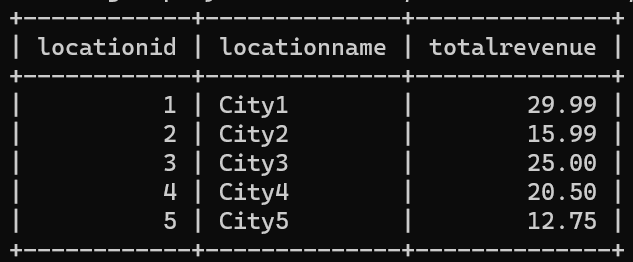 +------------+--------------+--------------+
| locationid | locationname | totalrevenue |
+------------+--------------+--------------+
|          1 | City1        |        29.99 |
|          2 | City2        |        15.99 |
|          3 | City3        |        25.00 |
|          4 | City4        |        20.50 |
|          5 | City5        |        12.75 |
+------------+--------------+--------------+